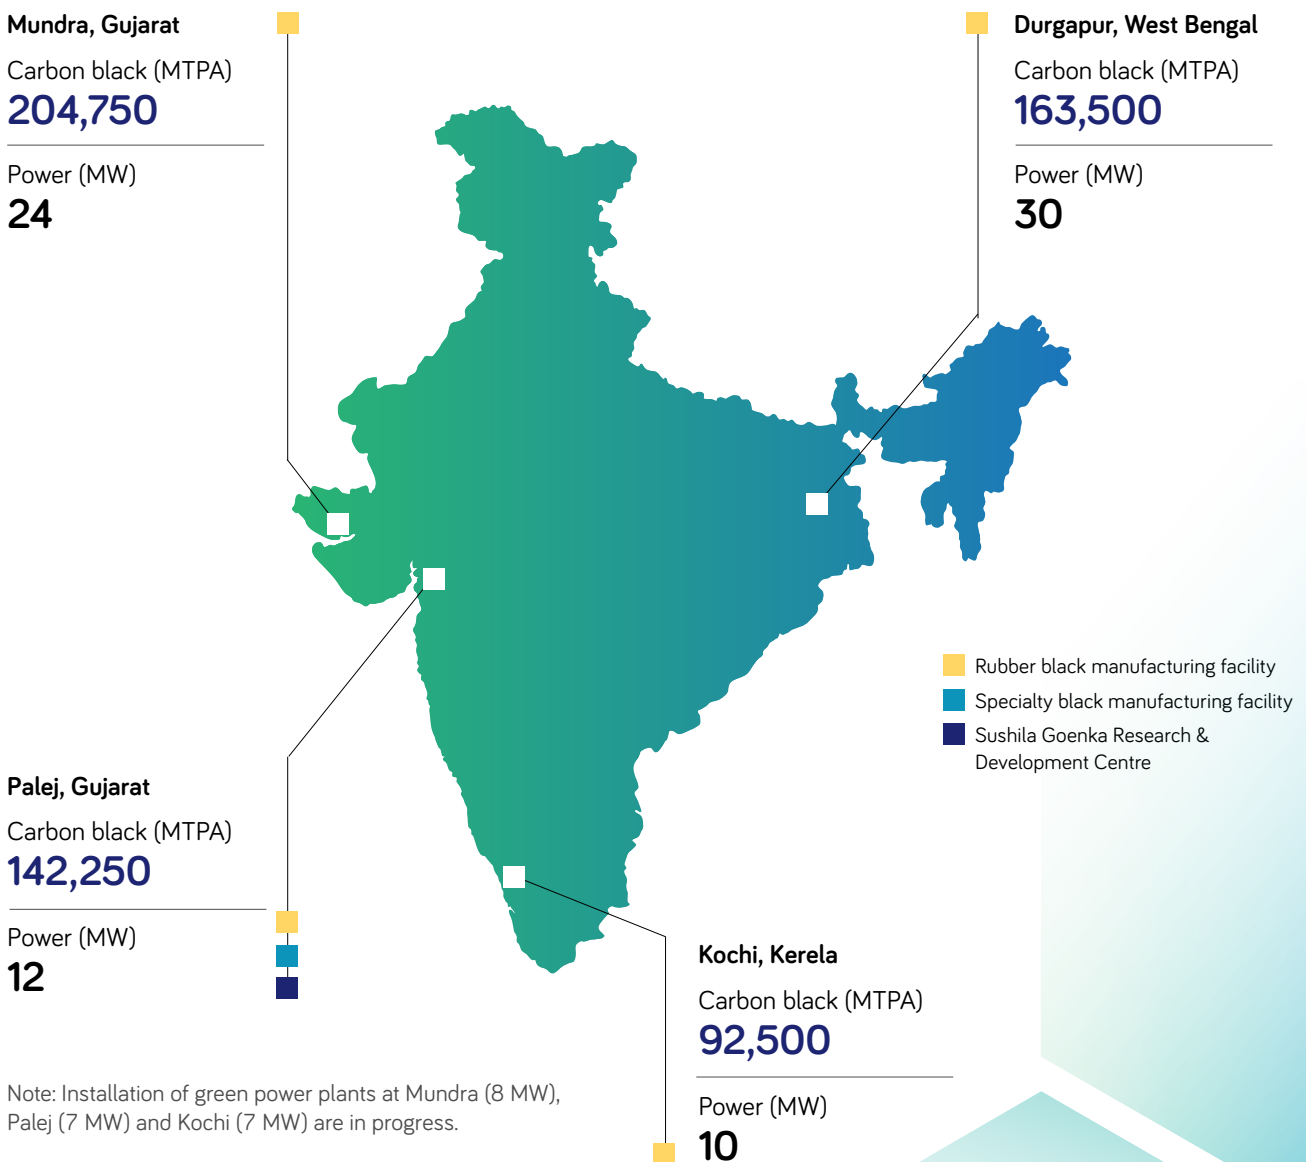 Mundra, Gujarat
Carbon black (MTPA)
204,750
Power (MW)
24
Durgapur, West Bengal
Carbon black (MTPA)
163,500
Power (MW)
30
Rubber black manufacturing facility
Specialty black manufacturing facility
Sushila Goenka Research &
Development Centre
Palej, Gujarat
Carbon black (MTPA)
142,250
Power (MW)
12
Kochi, Kerela
Carbon black (MTPA)
92,500
Power (MW)
10
Note: Installation of green power plants at Mundra (8 MW),
Palej (7 MW) and Kochi (7 MW) are in progress.